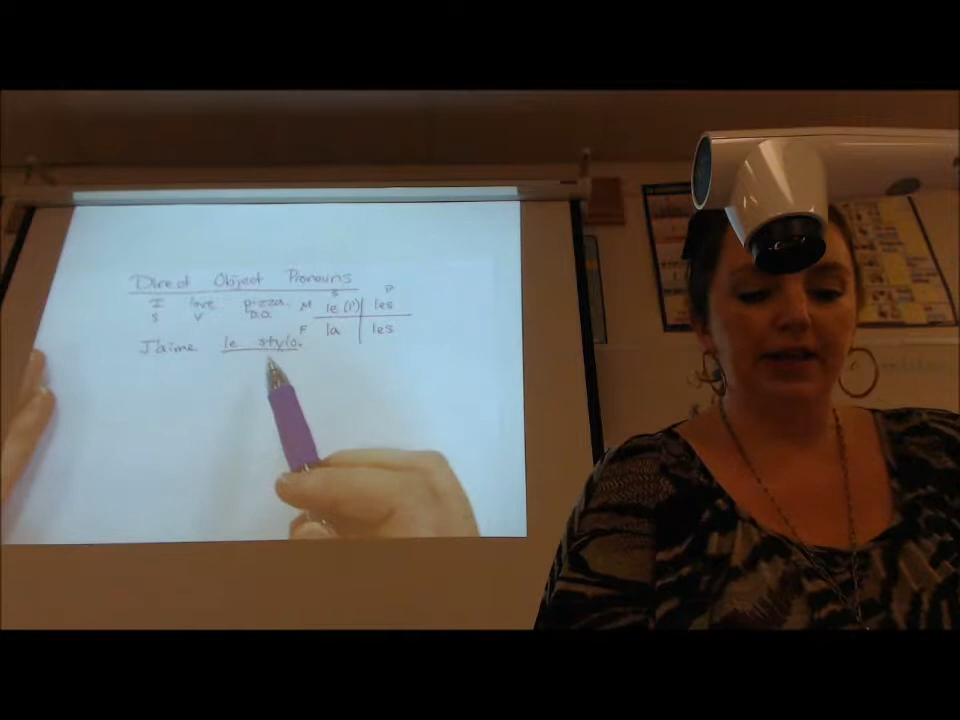 Direct Object Pronouns
S P
I love pizza. M le (l') les
S V D.O. F la les
J'aime le stylo.